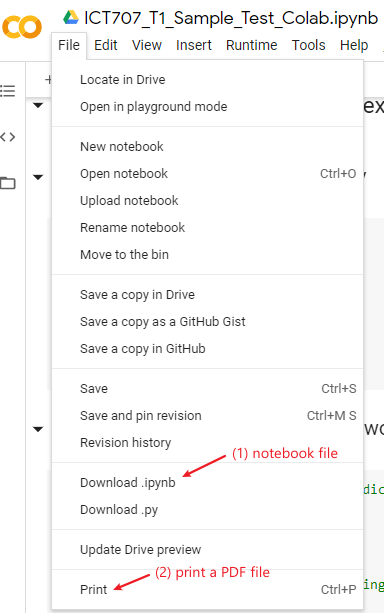 CO ICT707_T1_Sample_Test_Colab.ipynb
File Edit View Insert Runtime Tools Help
Locate in Drive
Open in playground mode
New notebook
Open notebook Ctrl+O
Upload notebook
Rename notebook
Move to the bin
Save a copy in Drive
Save a copy as a GitHub Gist
Save a copy in GitHub
Save Ctrl+S
Save and pin revision Ctrl+M S
Revision history
(1) notebook file
Download .ipynb
Download .py
Update Drive preview
(2) print a PDF file
Print Ctrl+P